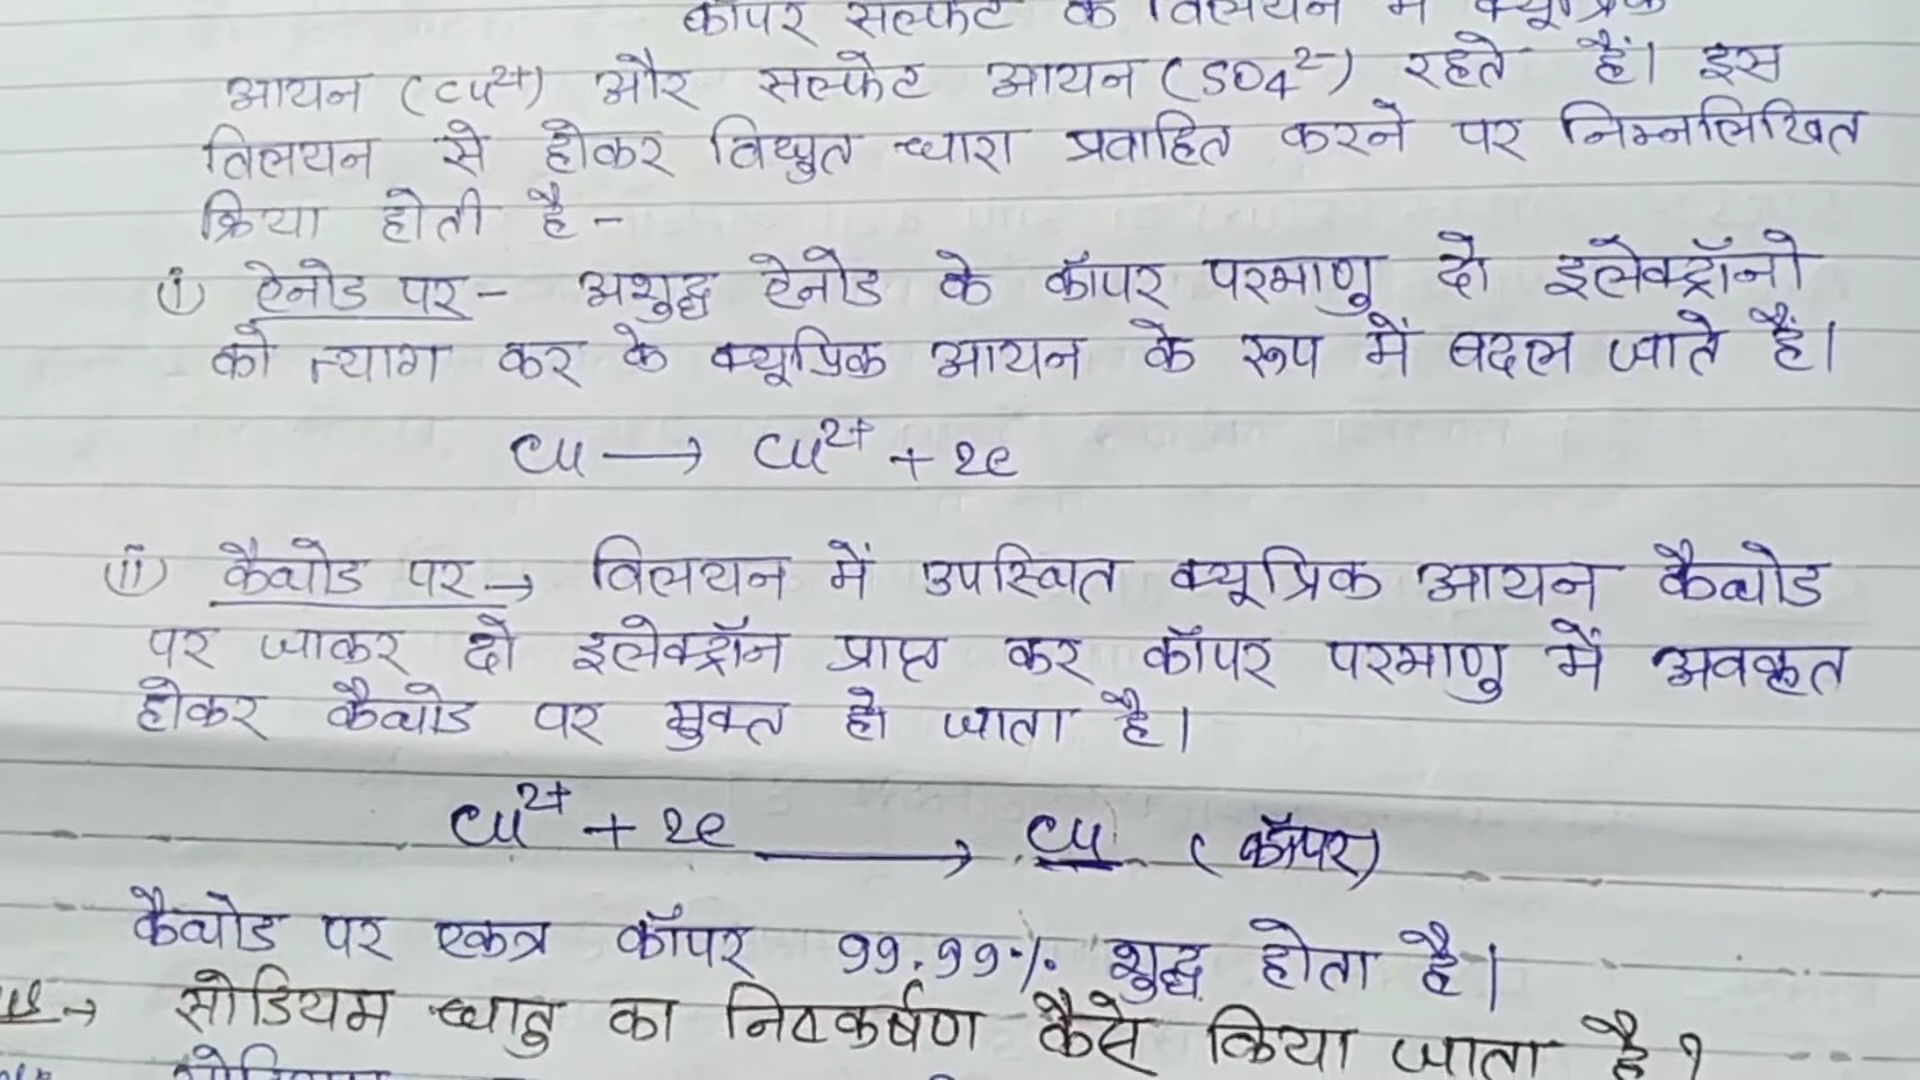 कॉपर सल्फेट के विलयन में क्यूप्रिक
आयन (Cu²⁺) और सल्फेट आयन (SO₄²⁻) रहते हैं। इस
विलयन से होकर विद्युत धारा प्रवाहित करने पर निम्नलिखित
क्रिया होती है -
(i) ऐनोड पर - अशुद्ध ऐनोड के कॉपर परमाणु दो इलेक्ट्रॉनो
को त्याग कर के क्यूप्रिक आयन के रूप में बदल जाते हैं।
Cu → Cu²⁺ + 2e
(ii) कैथोड पर → विलयन में उपस्थित क्यूप्रिक आयन कैथोड
पर जाकर दो इलेक्ट्रॉन प्राप्त कर कॉपर परमाणु में अवकृत
होकर कैथोड पर मुक्त हो जाता है।
Cu²⁺ + 2e → Cu (कॉपर)
कैथोड पर एकत्र कॉपर 99.99% शुद्ध होता है।
→ सोडियम धातु का निष्कर्षण कैसे किया जाता है?